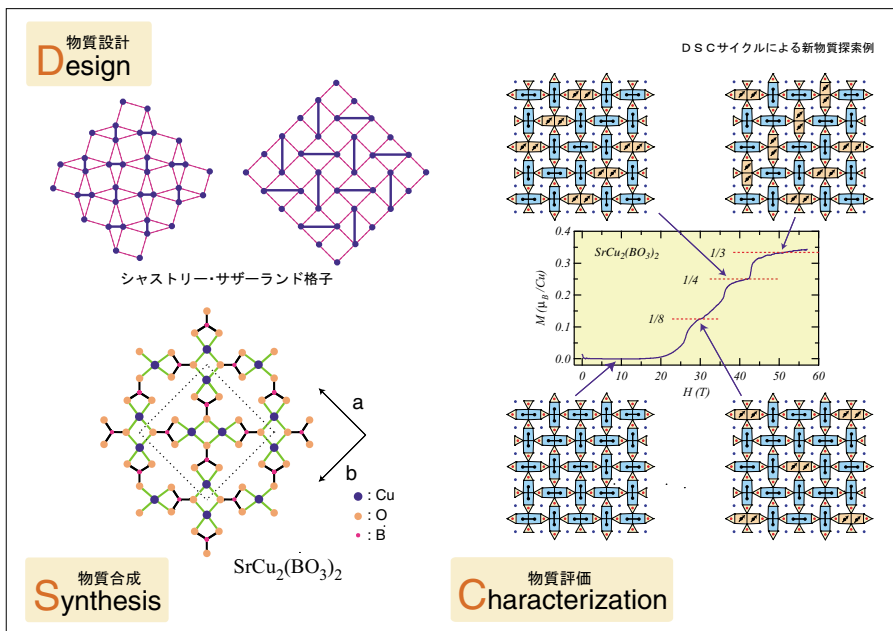 物質設計
Design
DSCサイクルによる新物質探索例
シャストリー・サザーランド格子
a
b
: Cu
: O
: B
SrCu2(BO3)2
物質合成
Synthesis
0.4
0.3
0.2
0.1
0.0
M (μB/Cu)
SrCu2(BO3)2
1/3
1/4
1/8
0
10
20
30
40
50
60
H (T)
物質評価
Characterization